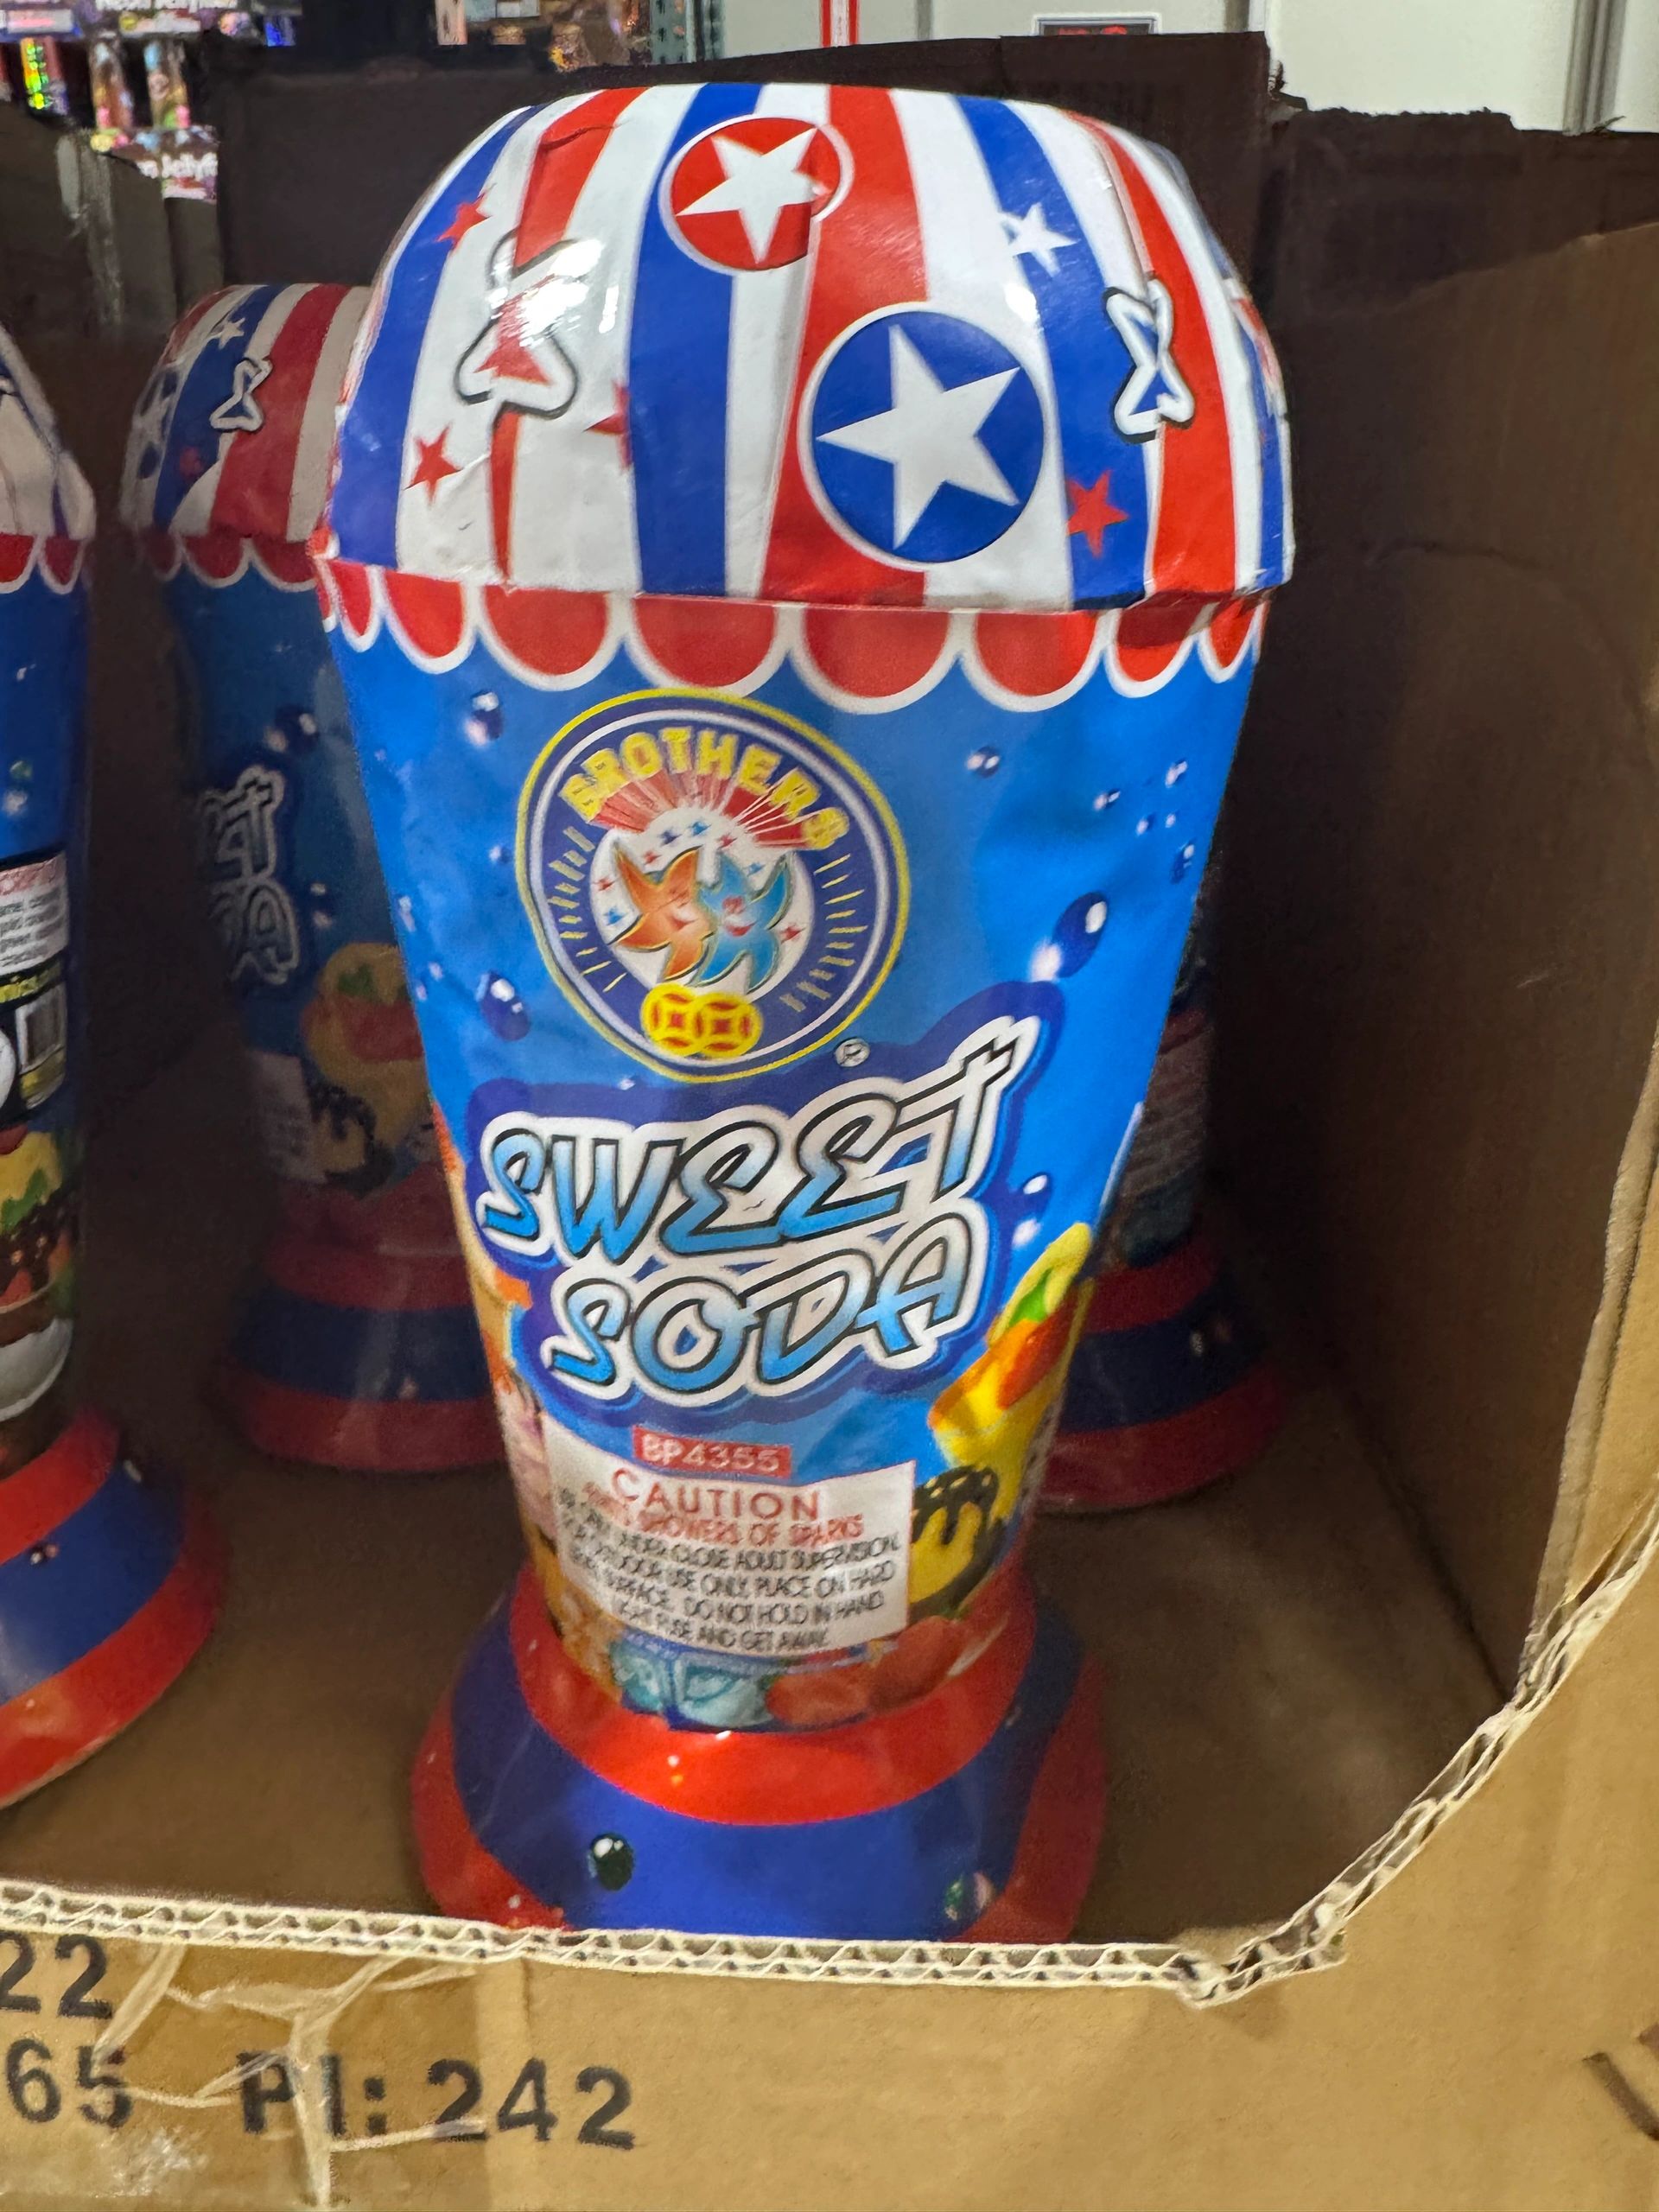 BROTHERS
®
SWEET
SODA
BP4355
CAUTION
SHOWERS OF SPARKS
UNDER CLOSE ADULT SUPERVISION.
OUTDOOR USE ONLY. PLACE ON HARD
SURFACE. DO NOT HOLD IN HAND.
LIGHT FUSE AND GET AWAY.
22
65 PI: 242